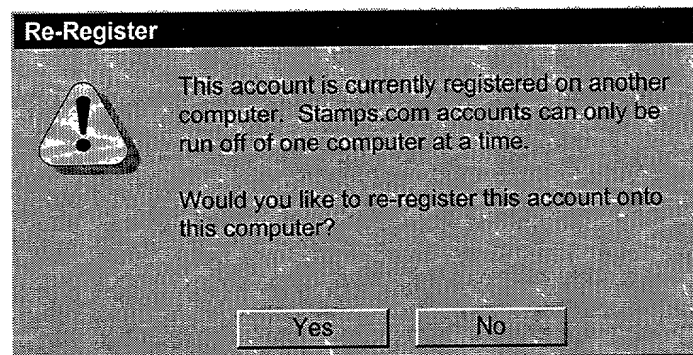 Re-Register
This account is currently registered on another
computer. Stamps.com accounts can only be
run off of one computer at a time.
Would you like to re-register this account onto
this computer?
Yes
No